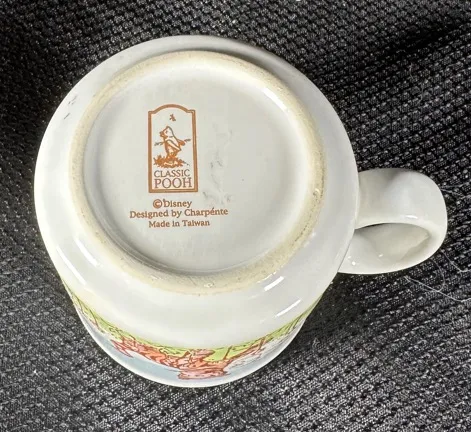 CLASSIC
POOH
©Disney
Designed by Charpénte
Made in Taiwan